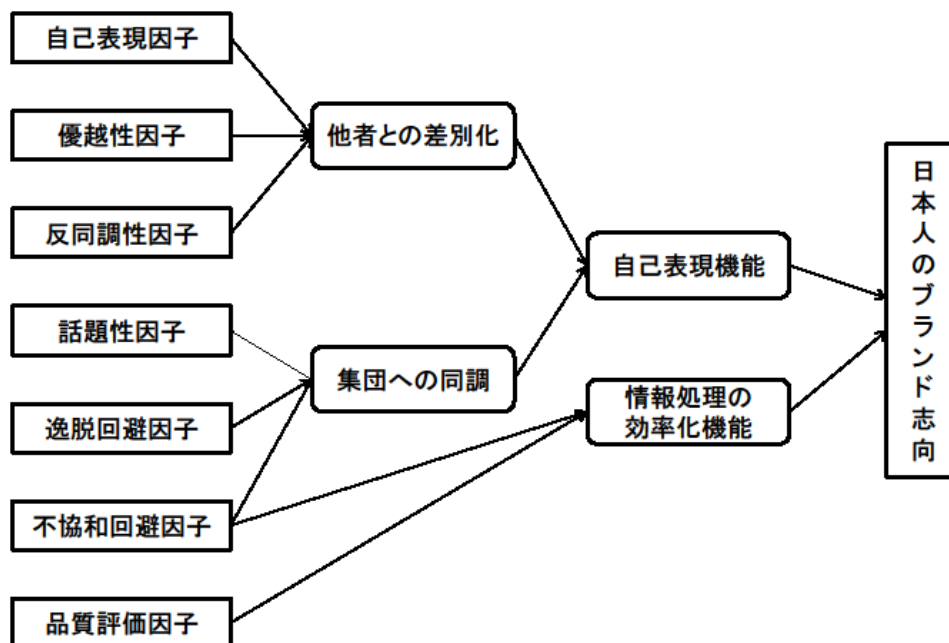 自己表現因子
優越性因子
反同調性因子
話題性因子
逸脱回避因子
不協和回避因子
品質評価因子
他者との差別化
集団への同調
自己表現機能
情報処理の
効率化機能
日本人のブランド志向